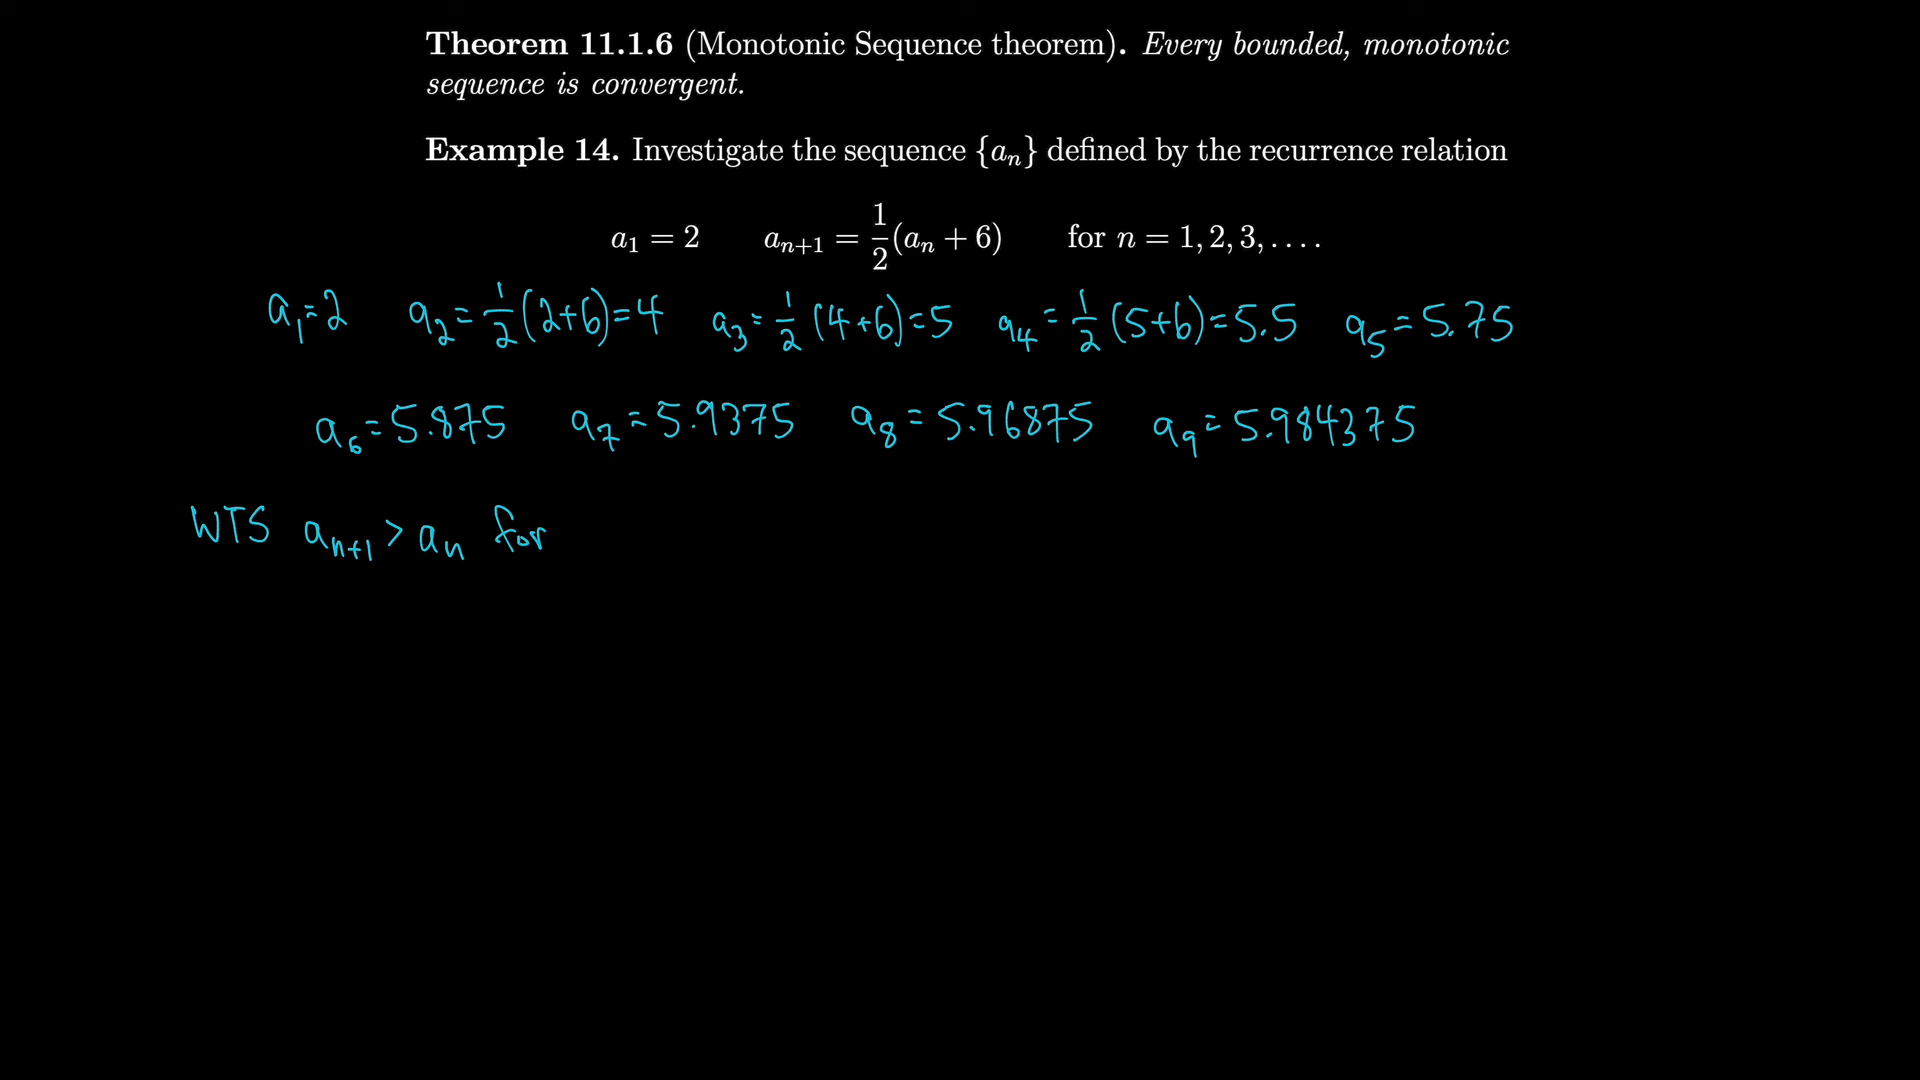 Theorem 11.1.6 (Monotonic Sequence theorem). Every bounded, monotonic
sequence is convergent.
Example 14. Investigate the sequence {aₙ} defined by the recurrence relation
a₁ = 2 aₙ₊₁ = 1/2(aₙ + 6) for n = 1, 2, 3, . . . .
a₁=2 a₂=1/2(2+6)=4 a₃=1/2(4+6)=5 a₄=1/2(5+6)=5.5 a₅=5.75
a₆=5.875 a₇=5.9375 a₈=5.96875 a₉=5.984375
WTS aₙ₊₁>aₙ for